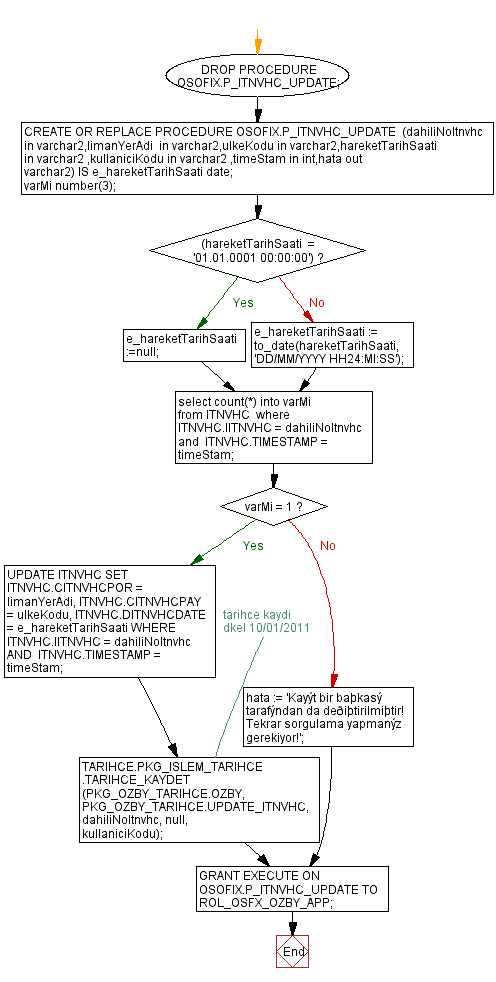 DROP PROCEDURE
OSOFIX.P_ITNVHC_UPDATE;
CREATE OR REPLACE PROCEDURE OSOFIX.P_ITNVHC_UPDATE (dahiliNoItnvhc
in varchar2,limanYerAdi in varchar2,ulkeKodu in varchar2,hareketTarihSaati
in varchar2 ,kullaniciKodu in varchar2 ,timeStam in int,hata out
varchar2) IS e_hareketTarihSaati date;
varMi number(3);
(hareketTarihSaati =
'01.01.0001 00:00:00') ?
Yes
No
e_hareketTarihSaati
:=null;
e_hareketTarihSaati :=
to_date(hareketTarihSaati,
'DD/MM/YYYY HH24:MI:SS');
select count(*) into varMi
from ITNVHC where
ITNVHC.IITNVHC = dahiliNoItnvhc
and ITNVHC.TIMESTAMP =
timeStam;
varMi = 1 ?
Yes
No
UPDATE ITNVHC SET
ITNVHC.CITNVHCPOR =
limanYerAdi, ITNVHC.CITNVHCPAY
= ulkeKodu, ITNVHC.DITNVHCDATE
= e_hareketTarihSaati WHERE
ITNVHC.IITNVHC = dahiliNoItnvhc
AND ITNVHC.TIMESTAMP =
timeStam;
tarihce kaydi
dkel 10/01/2011
hata := 'Kayýt bir baþkasý
tarafýndan da deðiþtirilmiþtir!
Tekrar sorgulama yapmanýz
gerekiyor!';
TARIHCE.PKG_ISLEM_TARIHCE
.TARIHCE_KAYDET
(PKG_OZBY_TARIHCE.OZBY,
PKG_OZBY_TARIHCE.UPDATE_ITNVHC,
dahiliNoItnvhc, null,
kullaniciKodu);
GRANT EXECUTE ON
OSOFIX.P_ITNVHC_UPDATE TO
ROL_OSFX_OZBY_APP;
End